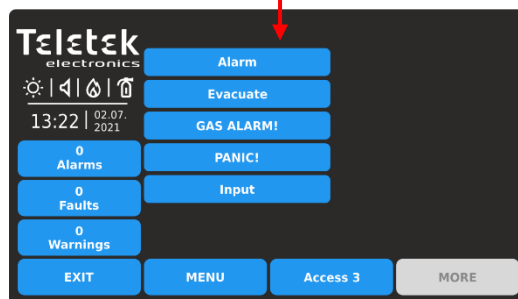 Teletek
electronics
13:22 | 02.07.
2021
0
Alarms
0
Faults
0
Warnings
Alarm
Evacuate
GAS ALARM!
PANIC!
Input
EXIT
MENU
Access 3
MORE